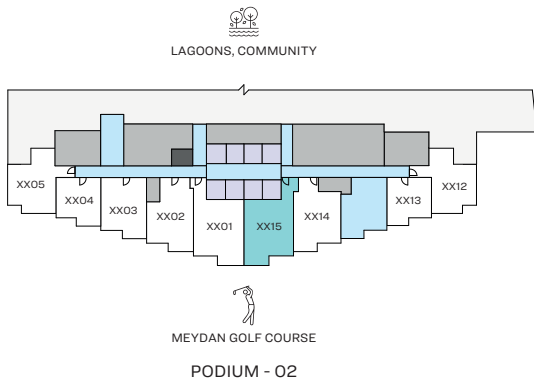 LAGOONS, COMMUNITY
XX05
XX04
XX03
XX02
XX01
XX15
XX14
XX13
XX12
MEYDAN GOLF COURSE
PODIUM - 02